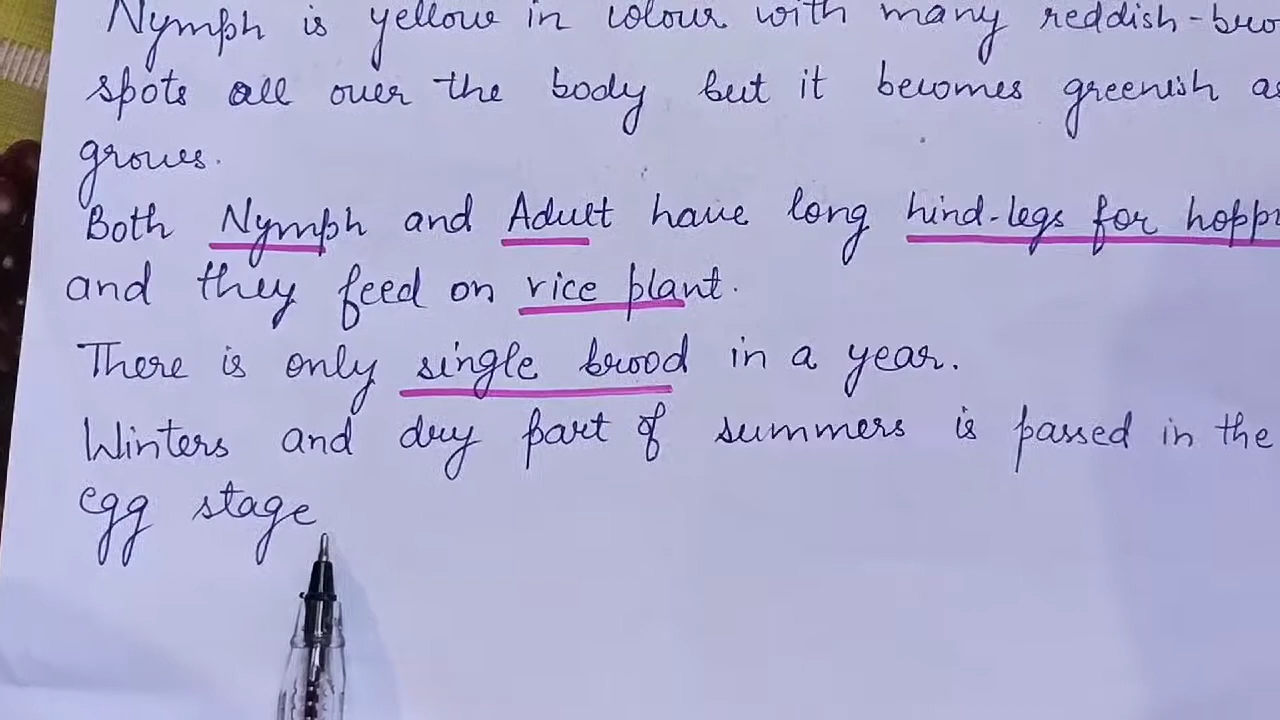 Nymph is yellow in colour with many reddish-brow
spots all over the body but it becomes greenish as
grows.
Both Nymph and Adult have long hind-legs for hopp
and they feed on rice plant.
There is only single brood in a year.
Winters and dry part of summers is passed in the
egg stage